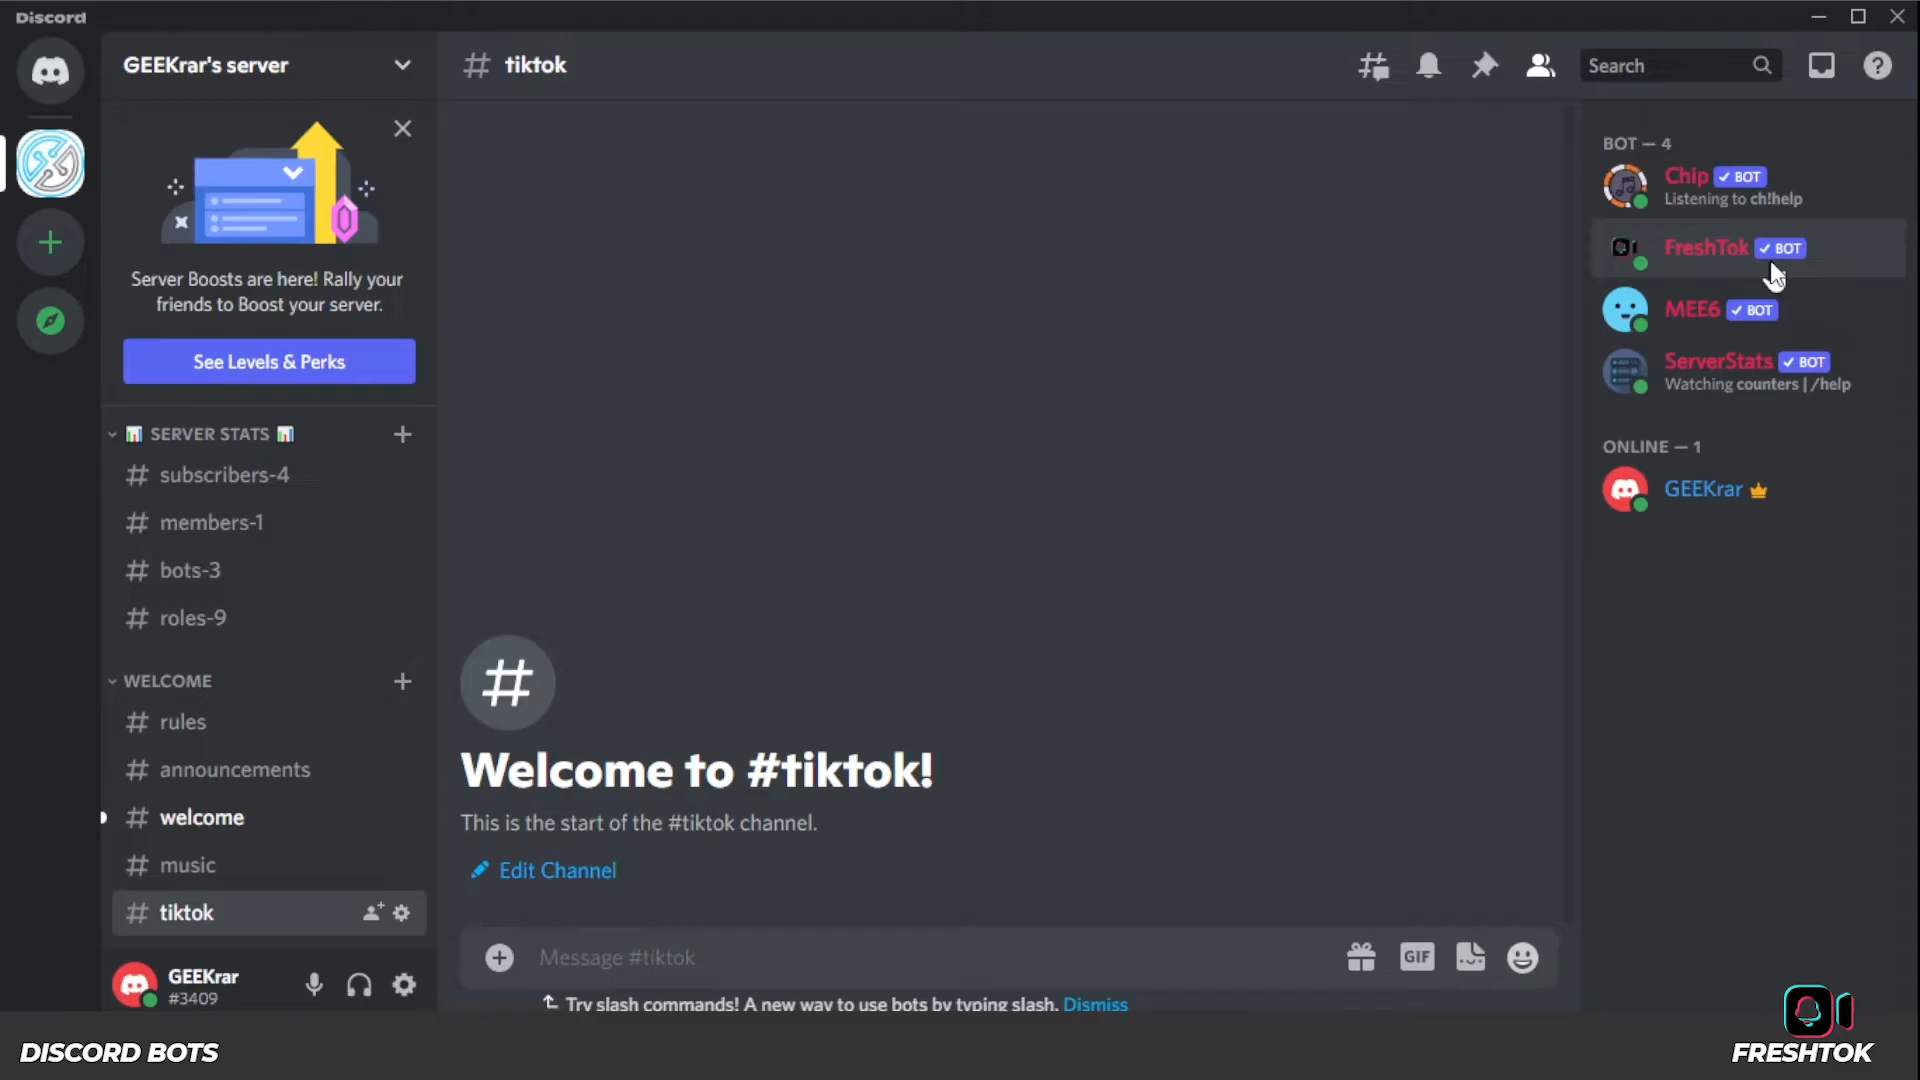 Discord
GEEKrar's server
tiktok
Search
Server Boosts are here! Rally your
friends to Boost your server.
See Levels & Perks
SERVER STATS
subscribers-4
members-1
bots-3
roles-9
WELCOME
rules
announcements
welcome
music
tiktok
GEEKrar
#3409
Welcome to #tiktok!
This is the start of the #tiktok channel.
Edit Channel
Message #tiktok
GIF
Try slash commands! A new way to use bots by typing slash. Dismiss
BOT — 4
Chip BOT
Listening to ch!help
FreshTok BOT
MEE6 BOT
ServerStats BOT
Watching counters | /help
ONLINE — 1
GEEKrar
DISCORD BOTS
FRESHTOK